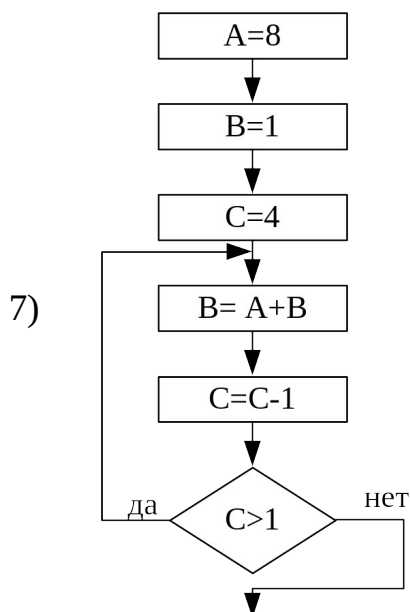 A=8
B=1
C=4
7)
B= A+B
C=C-1
да
C>1
нет